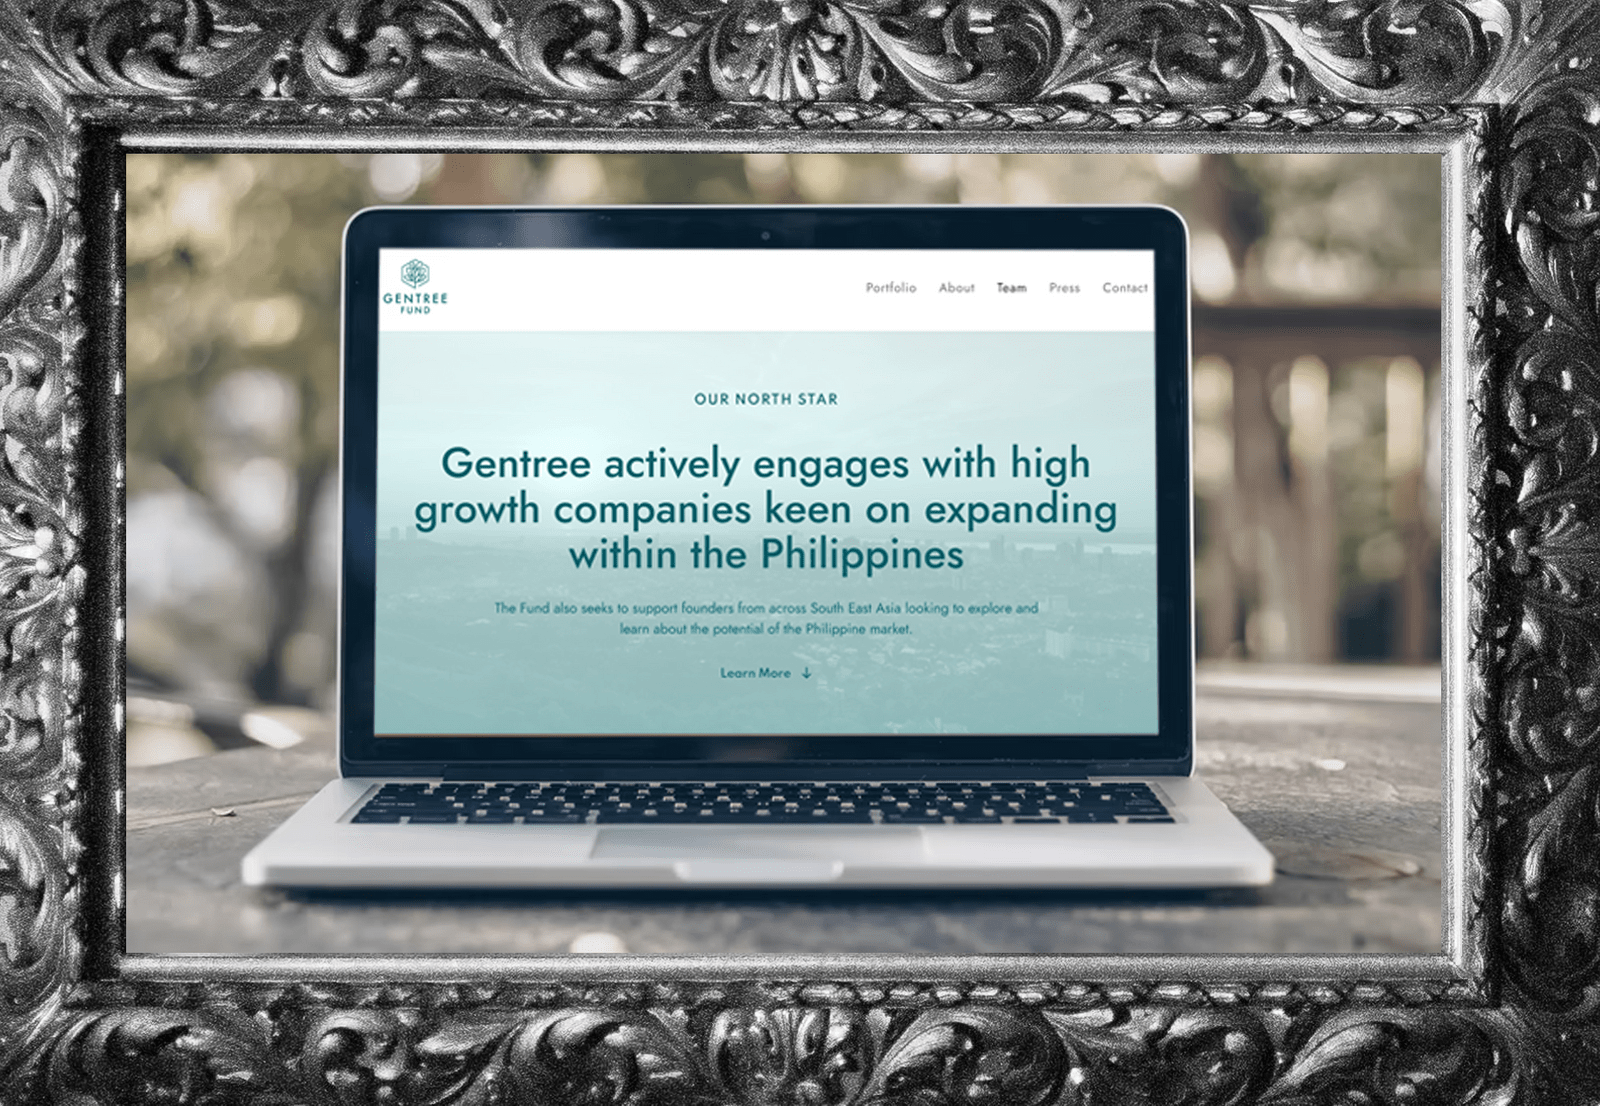 GENTREE
FUND
Portfolio About Team Press Contact
OUR NORTH STAR
Gentree actively engages with high
growth companies keen on expanding
within the Philippines
The Fund also seeks to support founders from across South East Asia looking to explore and
learn about the potential of the Philippine market.
Learn More ↓